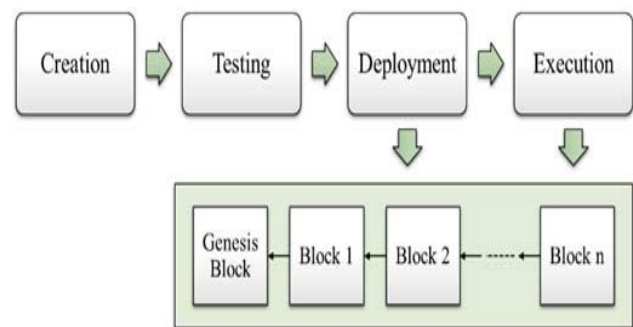 Creation
Testing
Deployment
Execution
Genesis
Block
Block 1
Block 2
Block n